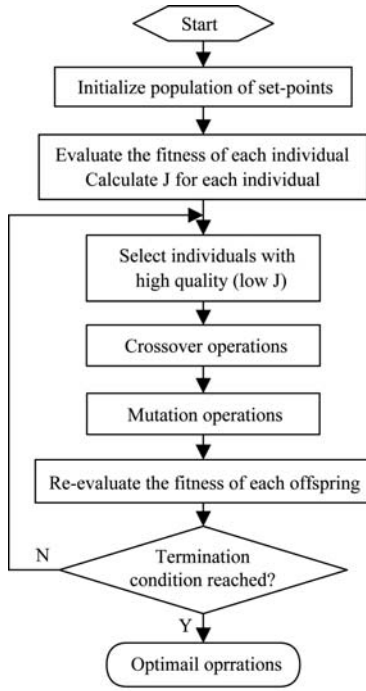 Start
Initialize population of set-points
Evaluate the fitness of each individual
Calculate J for each individual
Select individuals with
high quality (low J)
Crossover operations
Mutation operations
Re-evaluate the fitness of each offspring
N
Termination
condition reached?
Y
Optimail oprrations